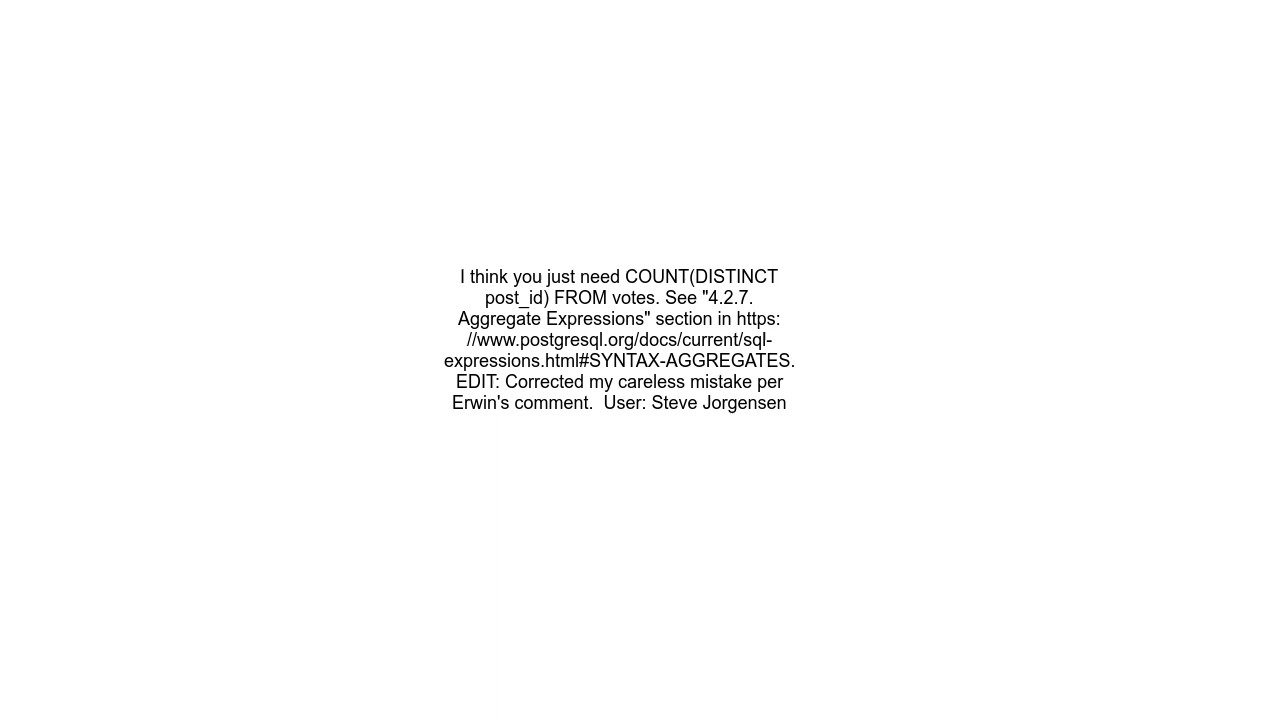 I think you just need COUNT(DISTINCT
post_id) FROM votes. See "4.2.7.
Aggregate Expressions" section in https:
//www.postgresql.org/docs/current/sql-
expressions.html#SYNTAX-AGGREGATES.
EDIT: Corrected my careless mistake per
Erwin's comment.  User: Steve Jorgensen